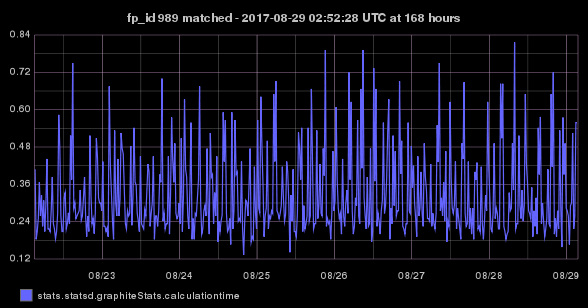 fp_id 989 matched - 2017-08-29 02:52:28 UTC at 168 hours
0.84
0.72
0.60
0.48
0.36
0.24
0.12
08/23 08/24 08/25 08/26 08/27 08/28 08/29
stats.statsd.graphiteStats.calculationtime